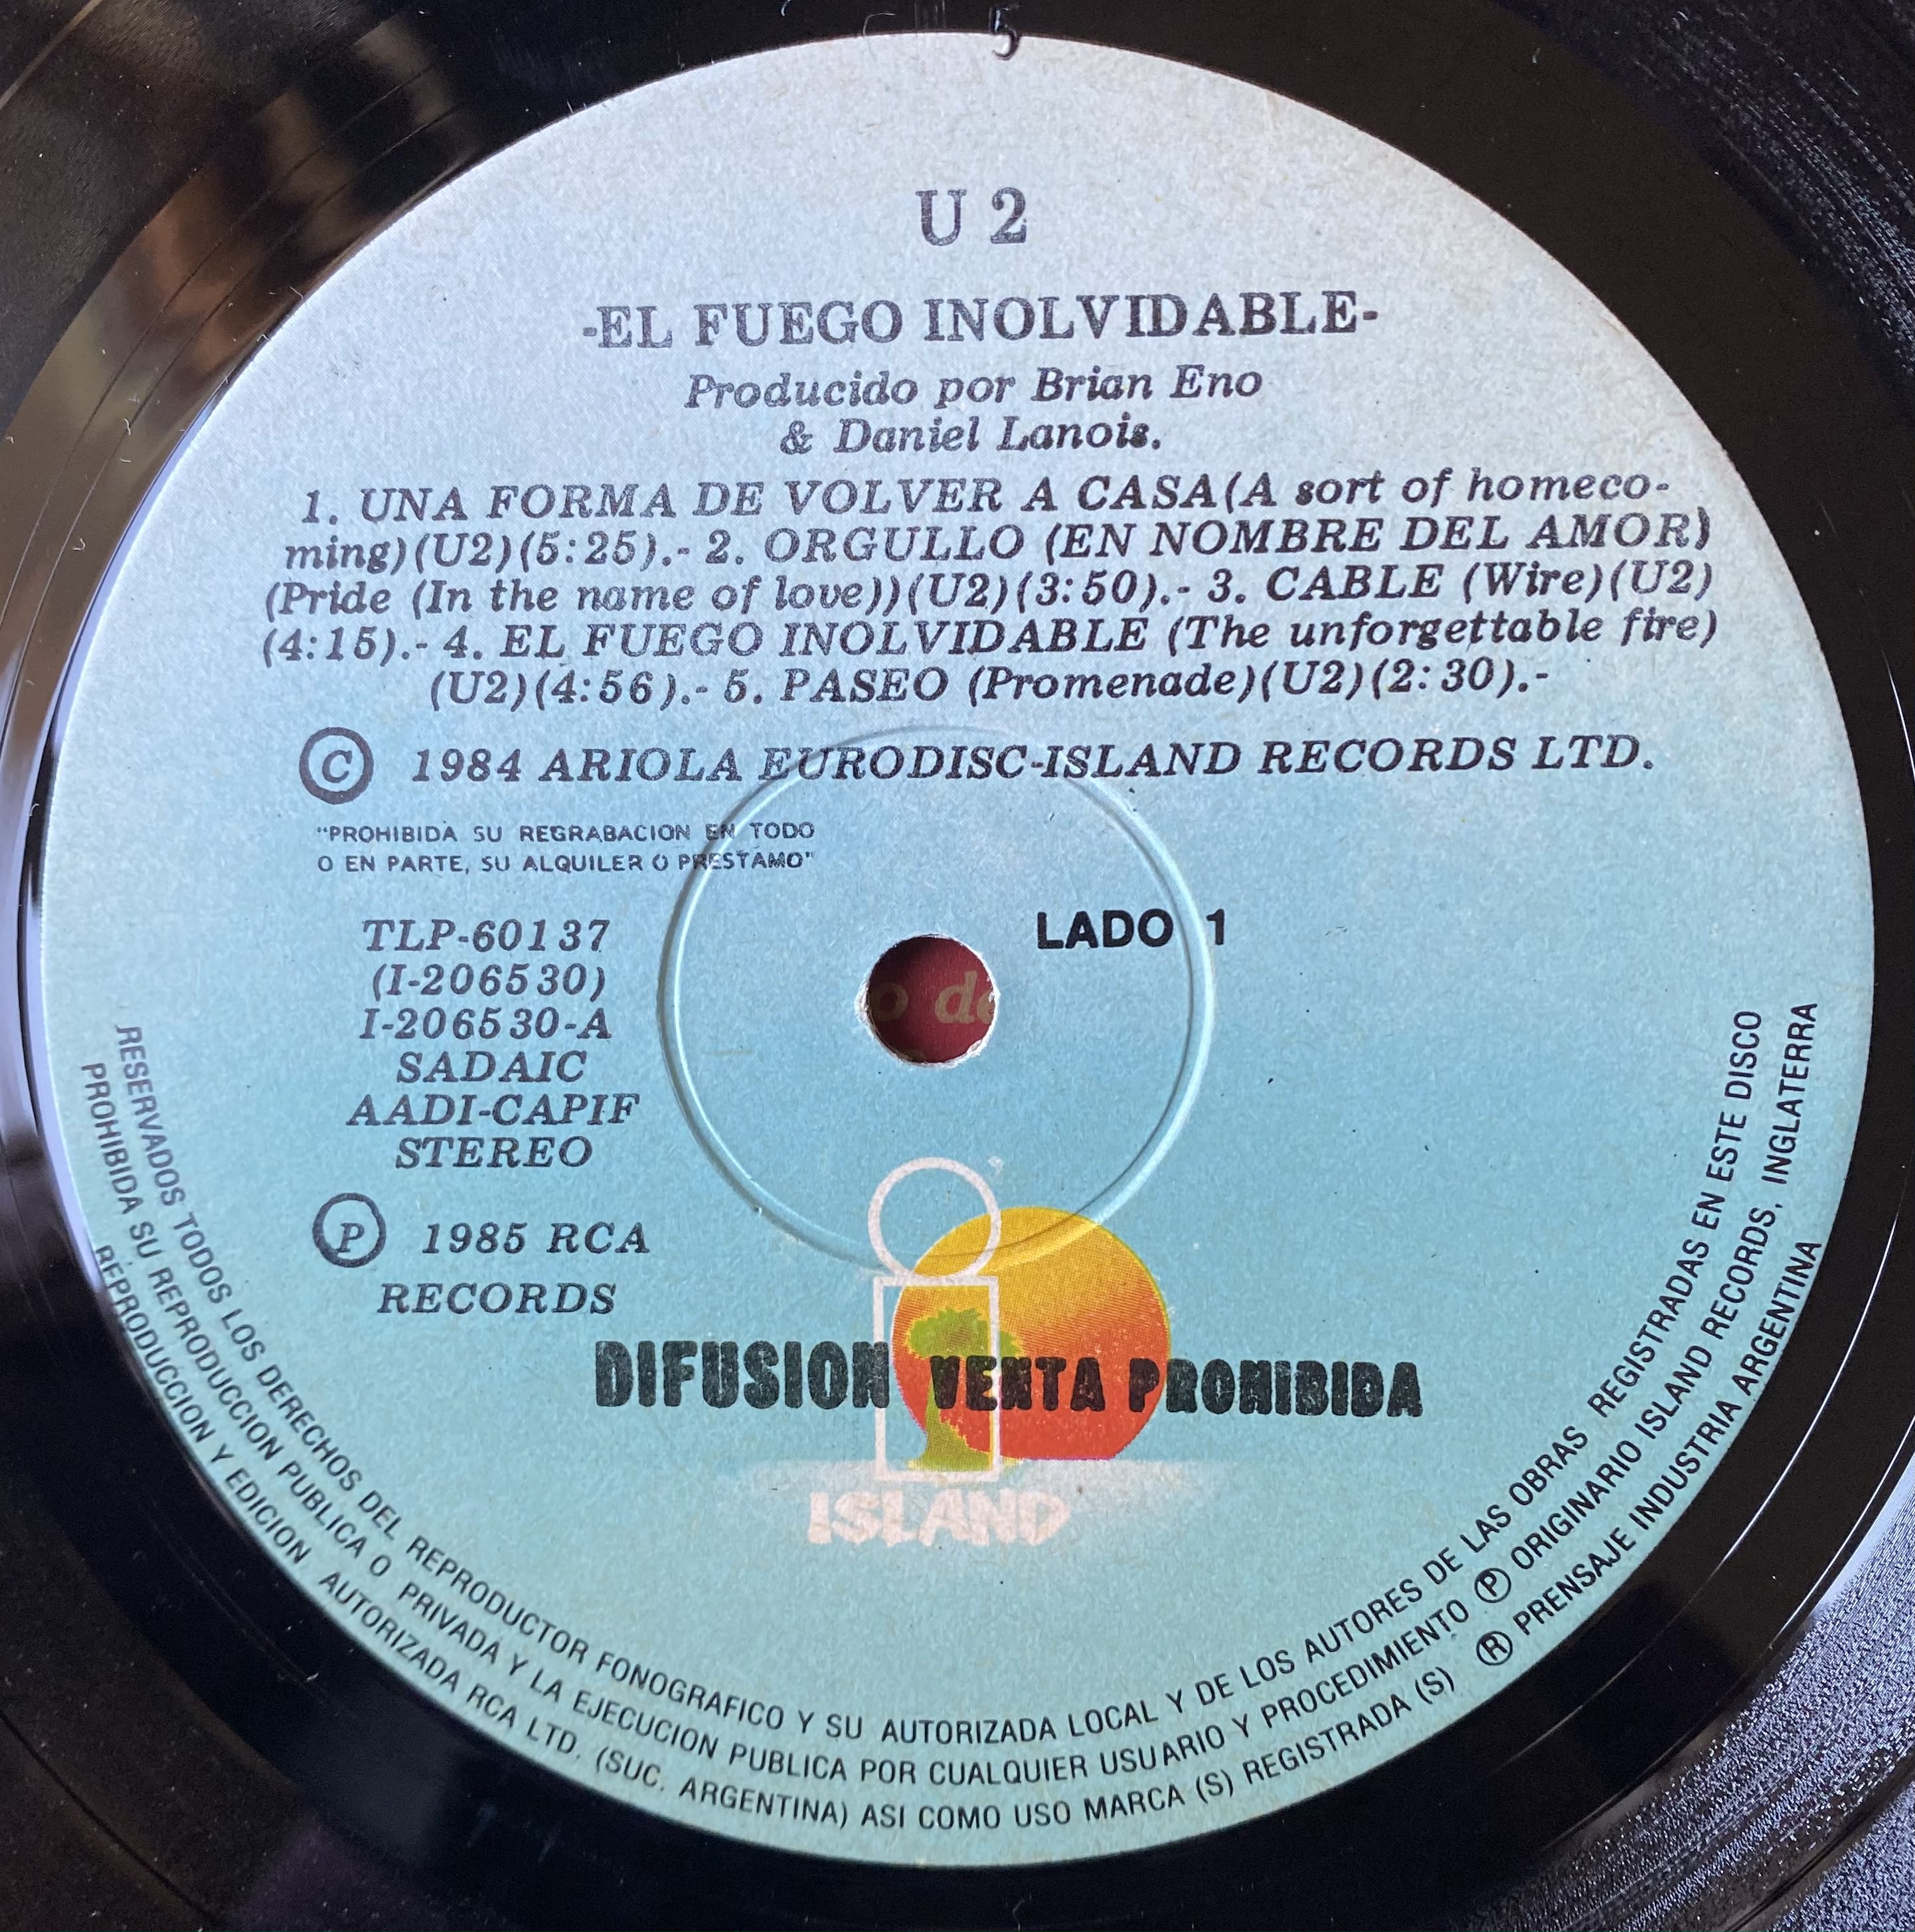 5
U 2
-EL FUEGO INOLVIDABLE-
Producido por Brian Eno
& Daniel Lanois.
1. UNA FORMA DE VOLVER A CASA(A sort of homeco-
ming)(U2)(5:25).- 2. ORGULLO (EN NOMBRE DEL AMOR)
(Pride (In the name of love))(U2)(3:50).- 3. CABLE (Wire)(U2)
(4:15).- 4. EL FUEGO INOLVIDABLE (The unforgettable fire)
(U2)(4:56).- 5. PASEO (Promenade)(U2)(2:30).-
© 1984 ARIOLA EURODISC-ISLAND RECORDS LTD.
"PROHIBIDA SU REGRABACION EN TODO
O EN PARTE, SU ALQUILER O PRESTAMO"
LADO 1
TLP-60137
(I-206530)
I-206530-A
SADAIC
AADI-CAPIF
STEREO
o de
℗ 1985 RCA
RECORDS
DIFUSION VENTA PROHIBIDA
ISLAND
RESERVADOS TODOS LOS DERECHOS DEL REPRODUCTOR FONOGRAFICO Y SU AUTORIZADA LOCAL Y DE LOS AUTORES DE LAS OBRAS REGISTRADAS EN ESTE DISCO
PROHIBIDA SU REPRODUCCION PUBLICA O PRIVADA Y LA EJECUCION PUBLICA POR CUALQUIER USUARIO Y PROCEDIMIENTO ℗ ORIGINARIO ISLAND RECORDS, INGLATERRA
REPRODUCCION Y EDICION AUTORIZADA RCA LTD. (SUC. ARGENTINA) ASI COMO USO MARCA (S) REGISTRADA (S) ® PRENSAJE INDUSTRIA ARGENTINA